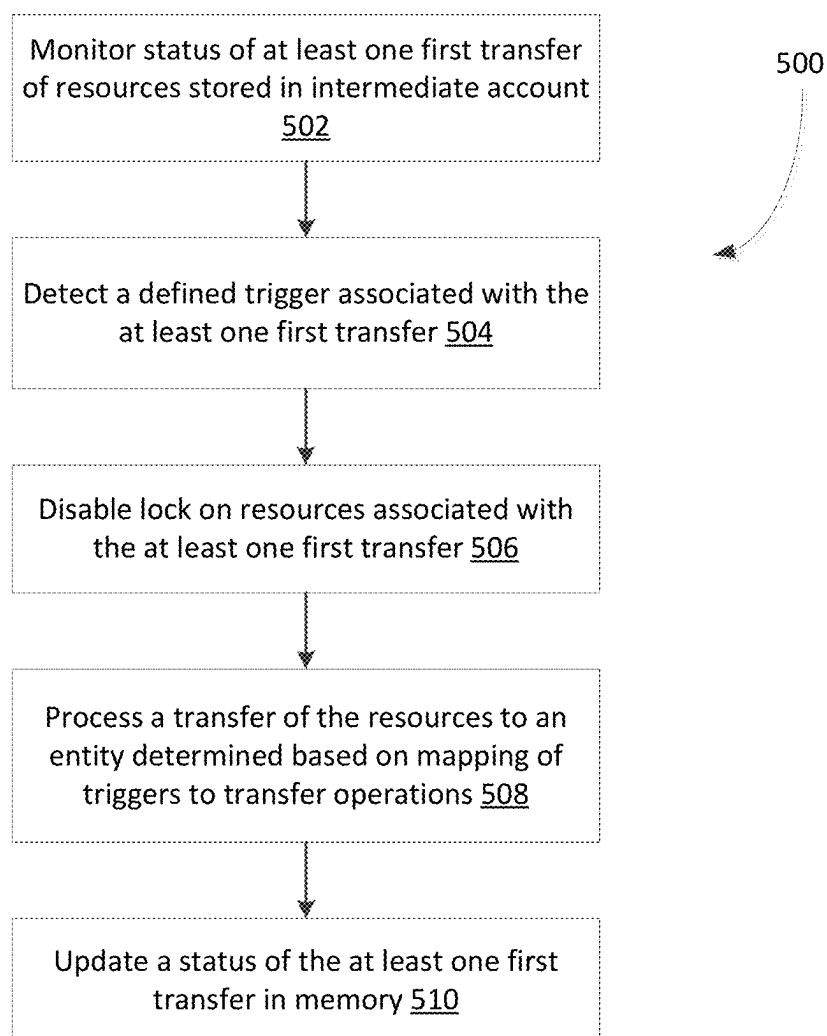 Monitor status of at least one first transfer
of resources stored in intermediate account
502
500
Detect a defined trigger associated with the
at least one first transfer 504
Disable lock on resources associated with
the at least one first transfer 506
Process a transfer of the resources to an
entity determined based on mapping of
triggers to transfer operations 508
Update a status of the at least one first
transfer in memory 510